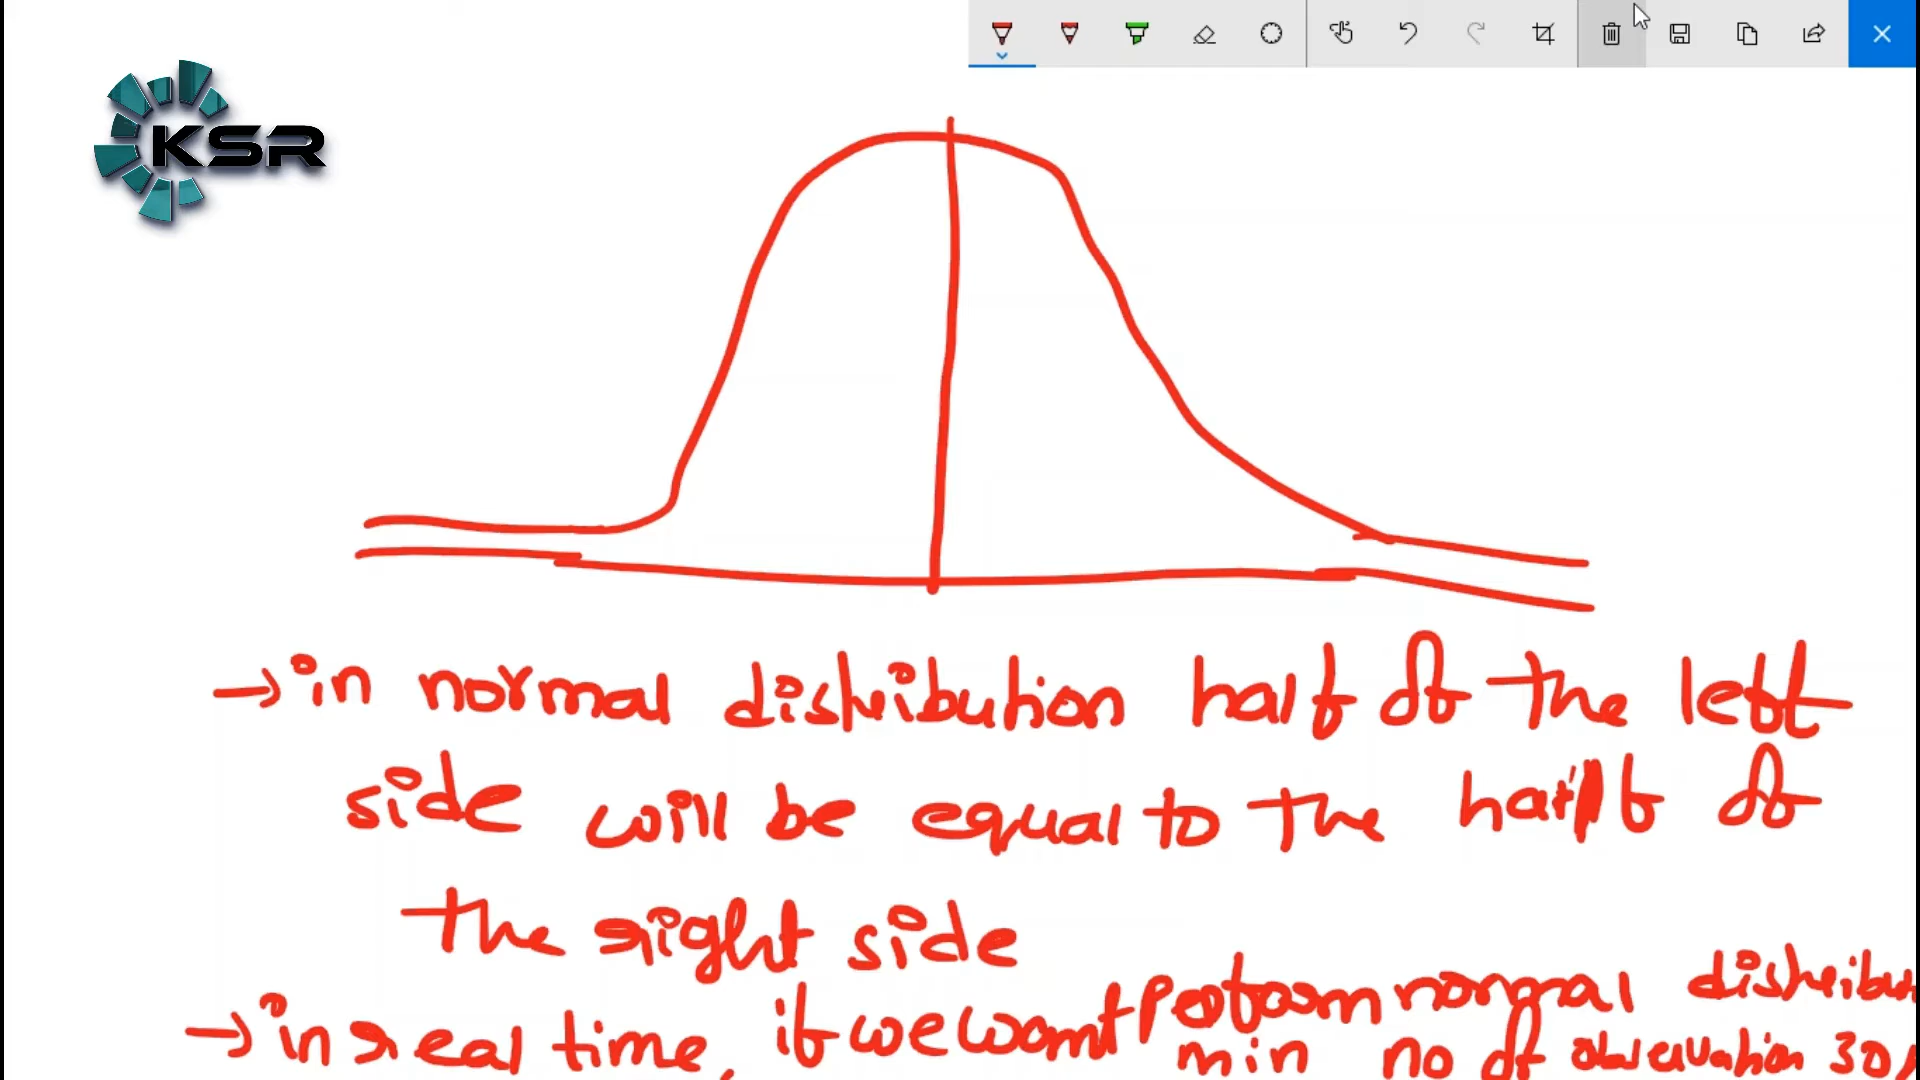 KSR
→ in normal distribution half of the left
side will be equal to the half of
the right side
→ in real time, if we want perform normal
min no of observation 30